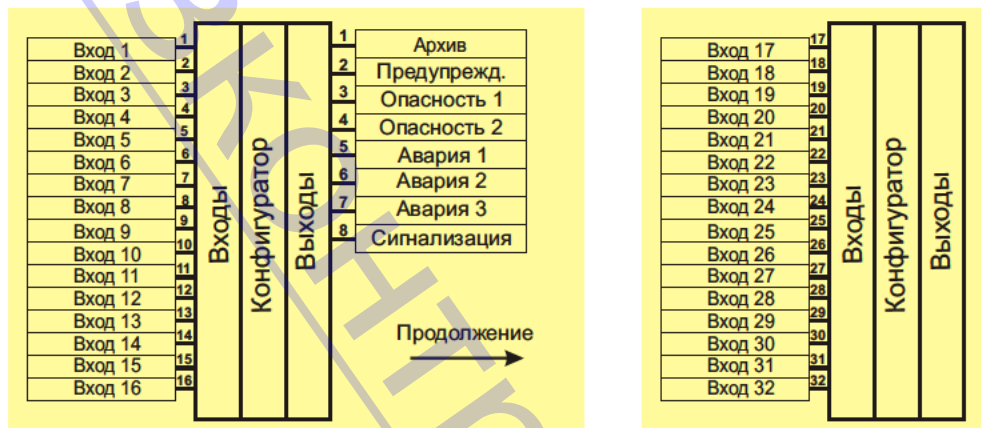 Вход 1 1
Вход 2 2
Вход 3 3
Вход 4 4
Вход 5 5
Вход 6 6
Вход 7 7
Вход 8 8
Вход 9 9
Вход 10 10
Вход 11 11
Вход 12 12
Вход 13 13
Вход 14 14
Вход 15 15
Вход 16 16
Входы
Конфигуратор
Выходы
1 Архив
2 Предупрежд.
3 Опасность 1
4 Опасность 2
5 Авария 1
6 Авария 2
7 Авария 3
8 Сигнализация
Продолжение
Вход 17 17
Вход 18 18
Вход 19 19
Вход 20 20
Вход 21 21
Вход 22 22
Вход 23 23
Вход 24 24
Вход 25 25
Вход 26 26
Вход 27 27
Вход 28 28
Вход 29 29
Вход 30 30
Вход 31 31
Вход 32 32
Входы
Конфигуратор
Выходы